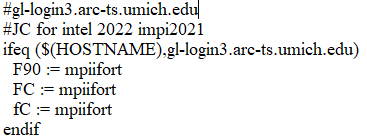 #gl-login3.arc-ts.umich.edu
#JC for intel 2022 impi2021
ifeq ($(HOSTNAME),gl-login3.arc-ts.umich.edu)
F90 := mpiifort
FC := mpiifort
fC := mpiifort
endif